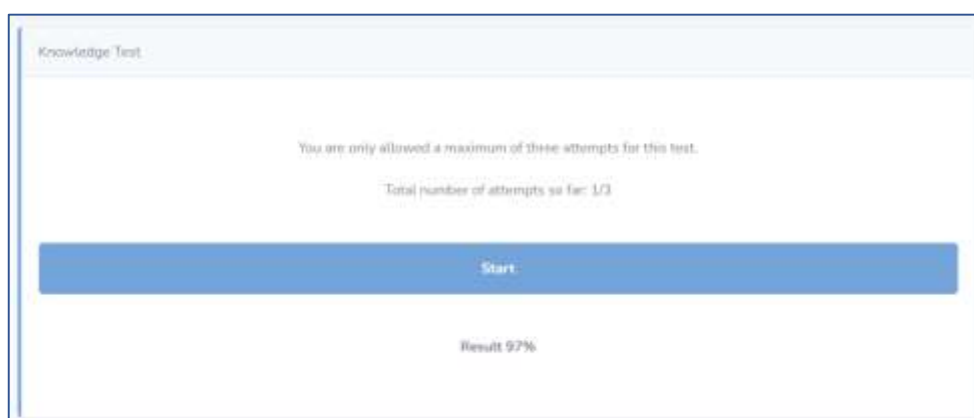 Knowledge Test
You are only allowed a maximum of three attempts for this test.
Total number of attempts so far: 1/3
Start
Result 97%